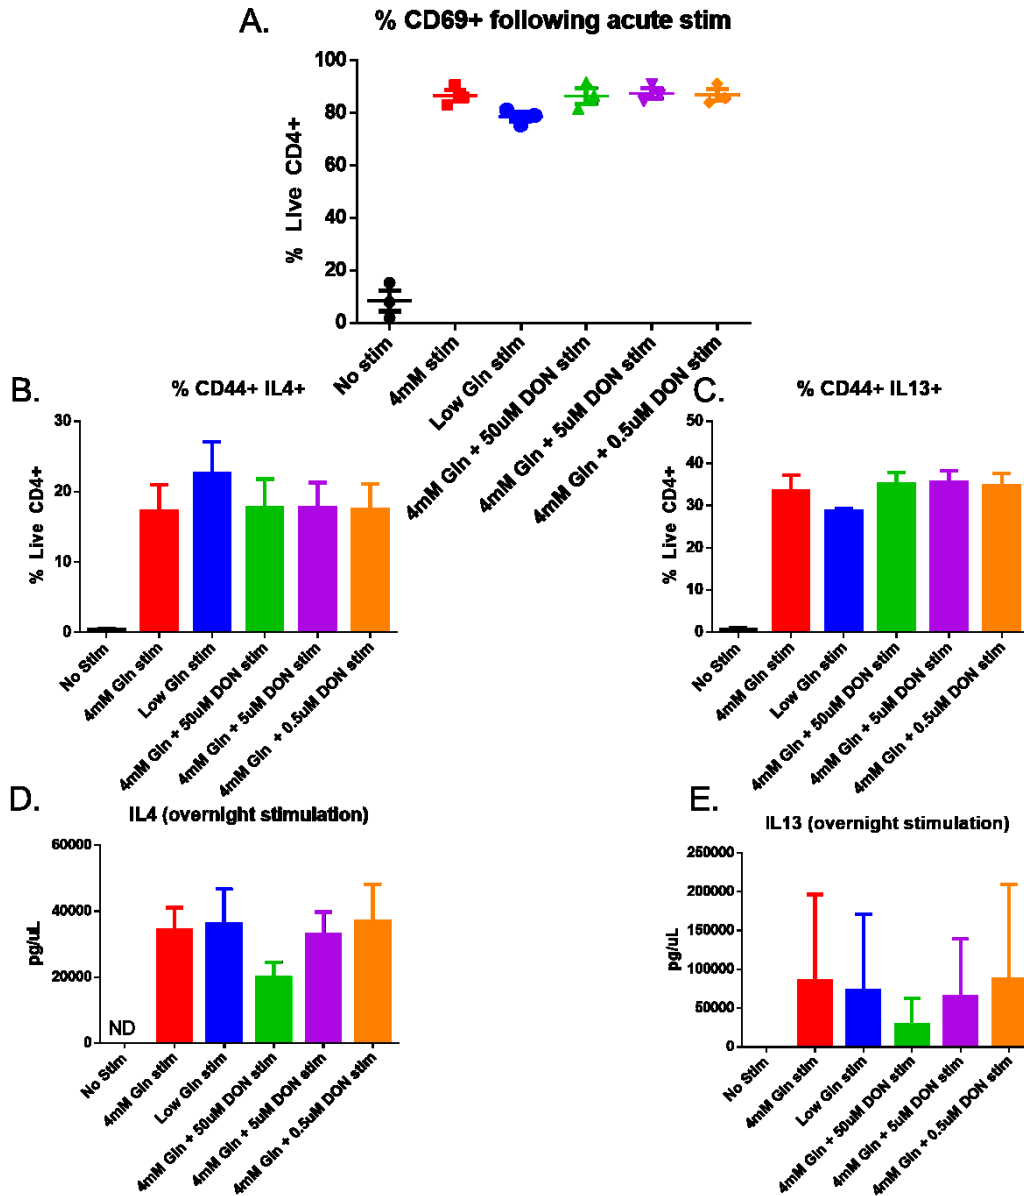 A.
% CD69+ following acute stim
% Live CD4+
100
80
60
40
20
0
No stim
4mM stim
Low Gln stim
4mM Gln + 50uM DON stim
4mM Gln + 5uM DON stim
4mM Gln + 0.5uM DON stim
B.
% CD44+ IL4+
% Live CD4+
30
20
10
0
No Stim
4mM Gln stim
Low Gln stim
4mM Gln + 50uM DON stim
4mM Gln + 5uM DON stim
4mM Gln + 0.5uM DON stim
C.
% CD44+ IL13+
% Live CD4+
50
40
30
20
10
0
No Stim
4mM Gln stim
Low Gln stim
4mM Gln + 50uM DON stim
4mM Gln + 5uM DON stim
4mM Gln + 0.5uM DON stim
D.
IL4 (overnight stimulation)
pg/uL
60000
40000
20000
0
ND
No Stim
4mM Gln stim
Low Gln stim
4mM Gln + 50uM DON stim
4mM Gln + 5uM DON stim
4mM Gln + 0.5uM DON stim
E.
IL13 (overnight stimulation)
pg/uL
250000
200000
150000
100000
50000
0
No Stim
4mM Gln stim
Low Gln stim
4mM Gln + 50uM DON stim
4mM Gln + 5uM DON stim
4mM Gln + 0.5uM DON stim